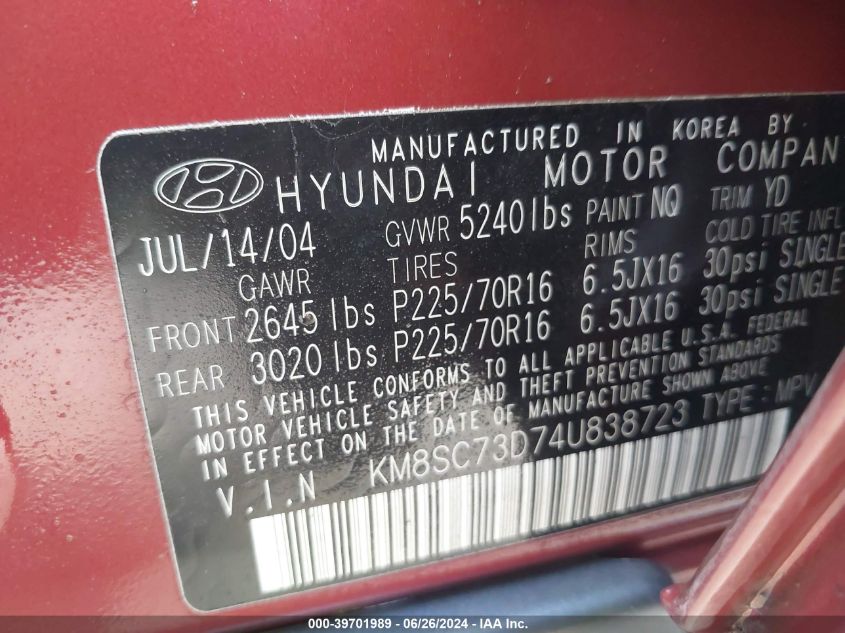 MANUFACTURED IN KOREA BY
HYUNDAI MOTOR COMPAN
JUL/14/04 GVWR 5240lbs PAINT NQ TRIM YD
GAWR TIRES RIMS COLD TIRE INFL
FRONT 2645lbs P225/70R16 6.5JX16 30psi SINGLE
REAR 3020lbs P225/70R16 6.5JX16 30psi SINGLE
THIS VEHICLE CONFORMS TO ALL APPLICABLE U.S.A. FEDERAL
MOTOR VEHICLE SAFETY AND THEFT PREVENTION STANDARDS
IN EFFECT ON THE DATE OF MANUFACTURE SHOWN ABOVE
V.I.N KM8SC73D74U838723 TYPE : MPV
000-39701989 - 06/26/2024 - IAA Inc.